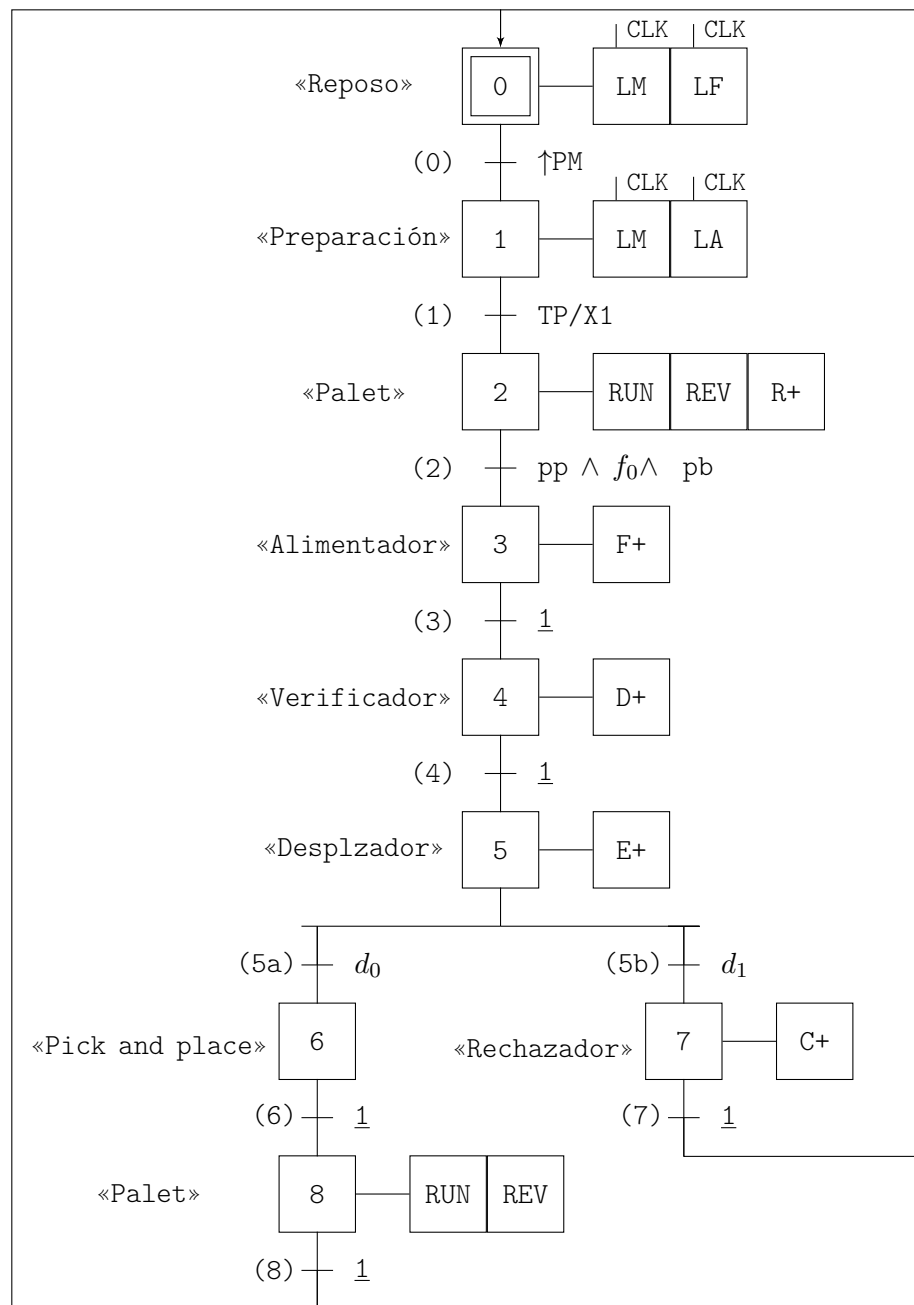 CLK CLK
«Reposo» 0 LM LF
(0) ↑PM
CLK CLK
«Preparación» 1 LM LA
(1) TP/X1
«Palet» 2 RUN REV R+
(2) pp ∧ f₀∧ pb
«Alimentador» 3 F+
(3) 1
«Verificador» 4 D+
(4) 1
«Desplzador» 5 E+
(5a) d₀ (5b) d₁
«Pick and place» 6 «Rechazador» 7 C+
(6) 1 (7) 1
«Palet» 8 RUN REV
(8) 1